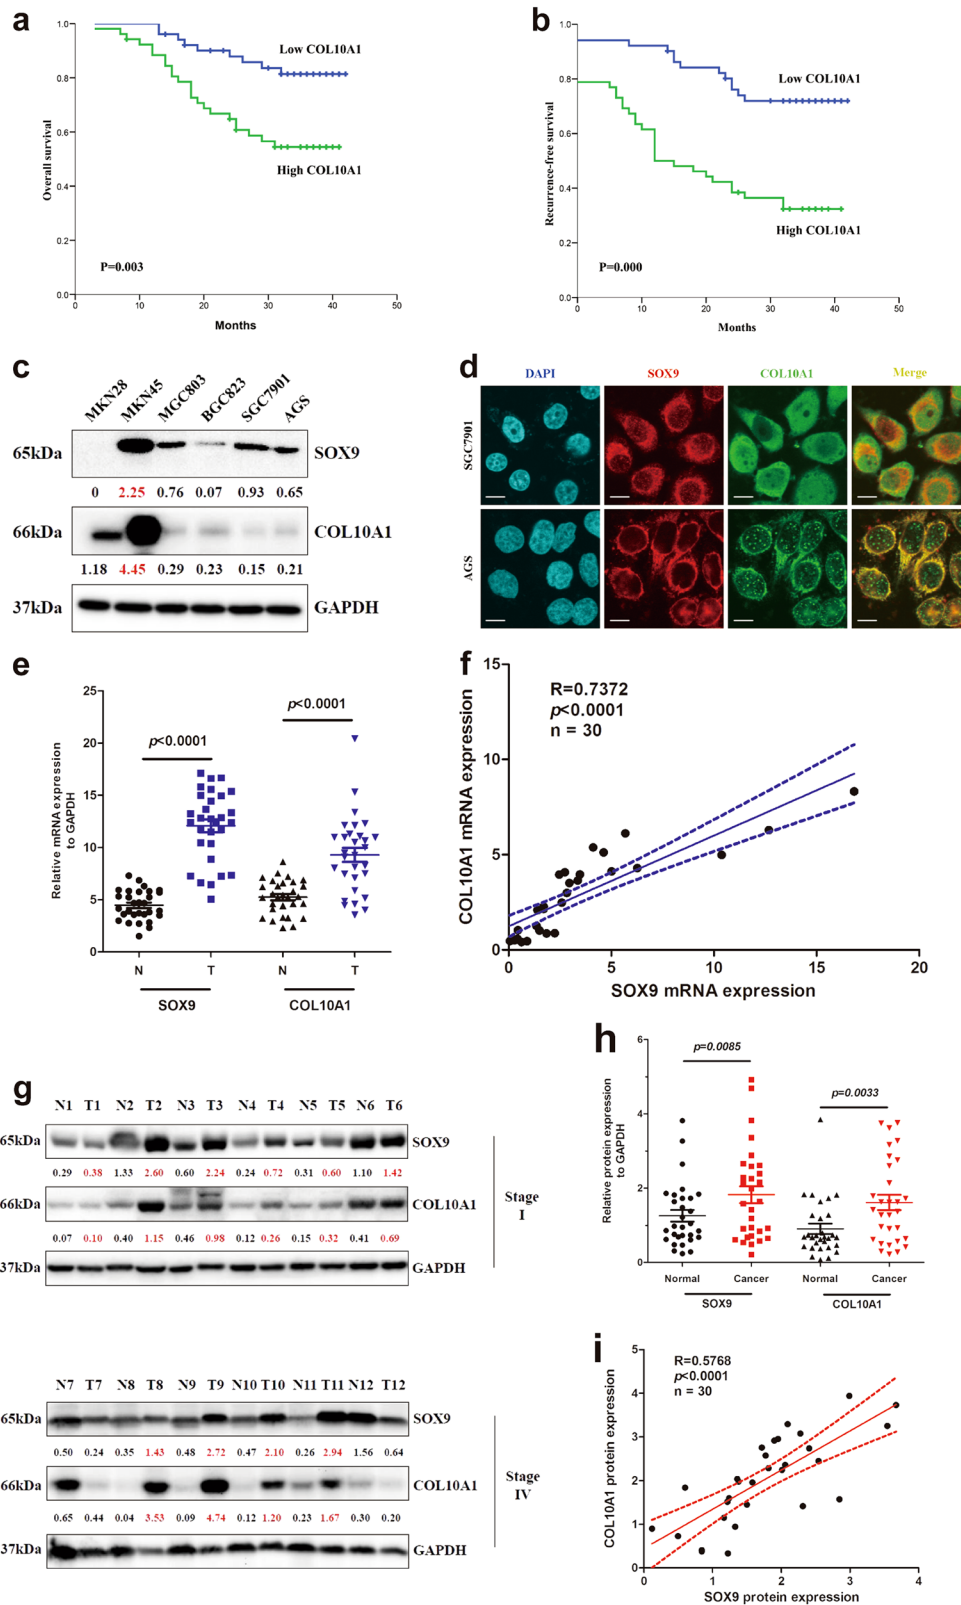 a
1.0
0.8
0.6
0.4
0.2
0.0
Overall survival
Low COL10A1
High COL10A1
P=0.003
0 10 20 30 40 50
Months
b
1.0
0.8
0.6
0.4
0.2
0.0
Recurrence-free survival
Low COL10A1
High COL10A1
P=0.000
0 10 20 30 40 50
Months
c
MKN28 MKN45 MGC803 BGC823 SGC7901 AGS
65kDa SOX9
0 2.25 0.76 0.07 0.93 0.65
66kDa COL10A1
1.18 4.45 0.29 0.23 0.15 0.21
37kDa GAPDH
d
DAPI SOX9 COL10A1 Merge
SGC7901
AGS
e
25
20
15
10
5
0
Relative mRNA expression
to GAPDH
p<0.0001
p<0.0001
N T N T
SOX9 COL10A1
f
15
10
5
0
COL10A1 mRNA expression
R=0.7372
p<0.0001
n = 30
0 5 10 15 20
SOX9 mRNA expression
g
N1 T1 N2 T2 N3 T3 N4 T4 N5 T5 N6 T6
65kDa SOX9
0.29 0.38 1.33 2.60 0.60 2.24 0.24 0.72 0.31 0.60 1.10 1.42
66kDa COL10A1
0.07 0.10 0.40 1.15 0.46 0.98 0.12 0.26 0.15 0.32 0.41 0.69
37kDa GAPDH
Stage
I
N7 T7 N8 T8 N9 T9 N10 T10 N11 T11 N12 T12
65kDa SOX9
0.50 0.24 0.35 1.43 0.48 2.72 0.47 2.10 0.26 2.94 1.56 0.64
66kDa COL10A1
0.65 0.44 0.04 3.53 0.09 4.74 0.12 1.20 0.23 1.67 0.30 0.20
37kDa GAPDH
Stage
IV
h
6
4
2
0
Relative protein expression
to GAPDH
p=0.0085
p=0.0033
Normal Cancer Normal Cancer
SOX9 COL10A1
i
5
4
3
2
1
0
COL10A1 protein expression
R=0.5768
p<0.0001
n = 30
0 1 2 3 4
SOX9 protein expression